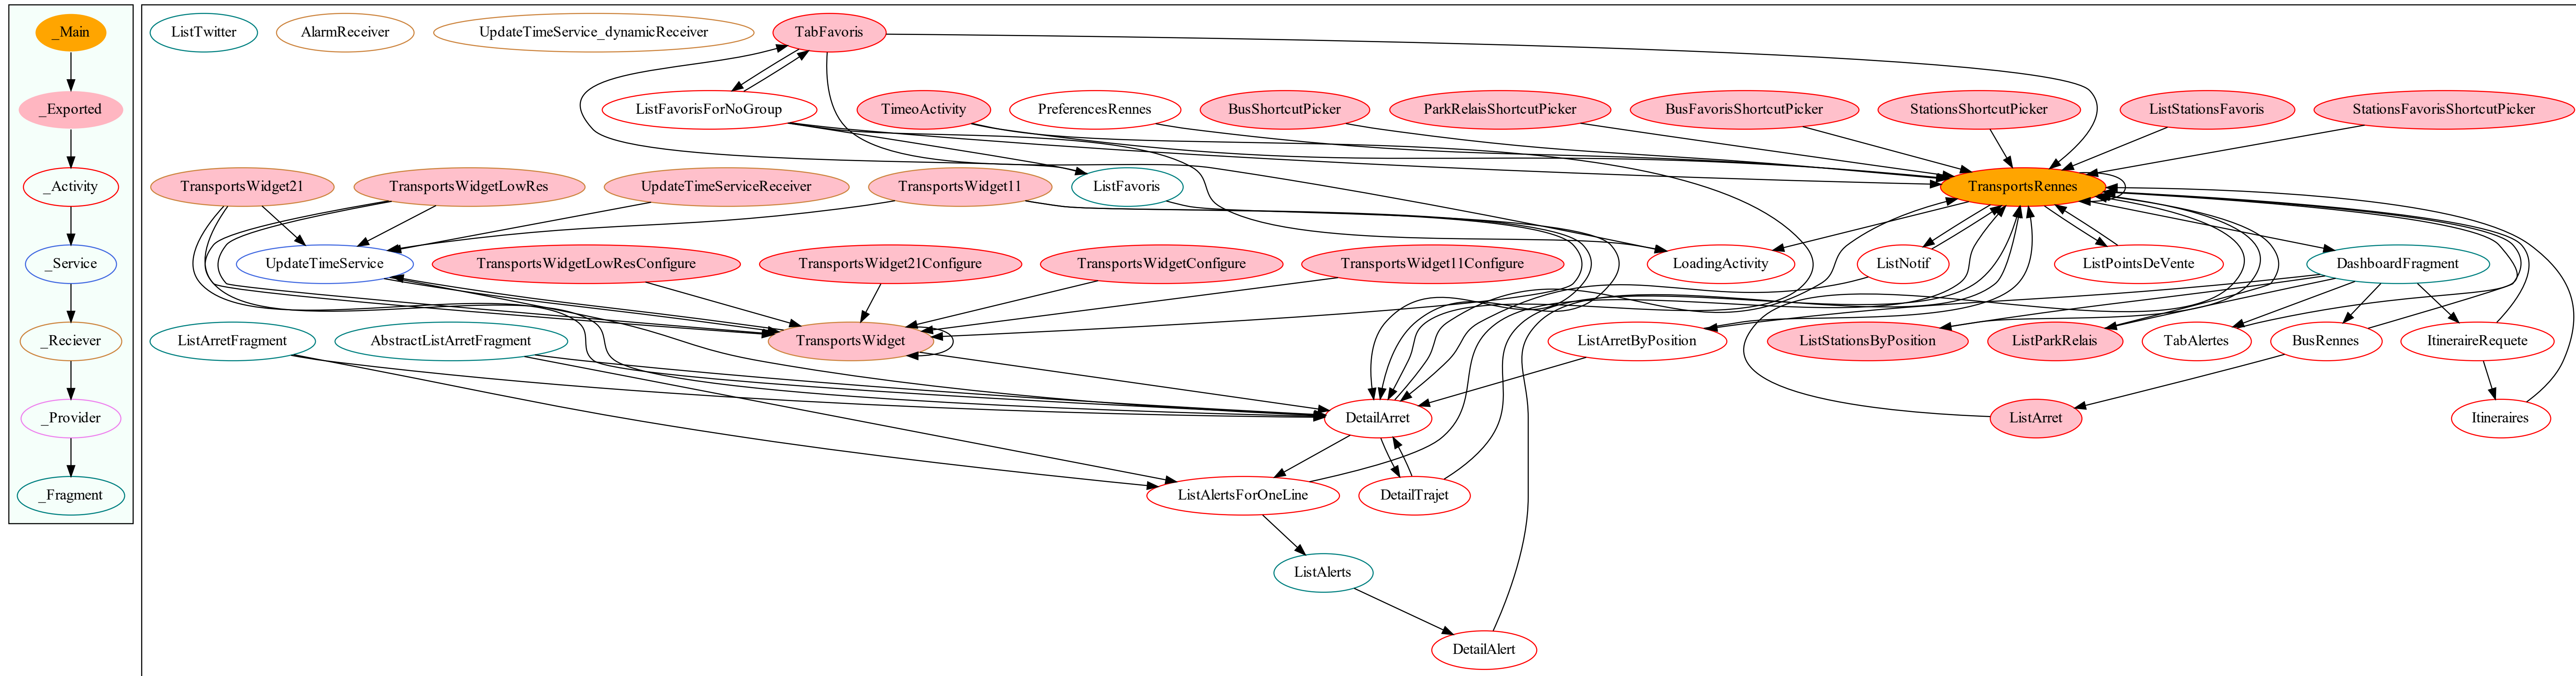 _Main
_Exported
_Activity
_Service
_Reciever
_Provider
_Fragment
ListTwitter
AlarmReceiver
UpdateTimeService_dynamicReceiver
TabFavoris
ListFavorisForNoGroup
TimeoActivity
PreferencesRennes
BusShortcutPicker
ParkRelaisShortcutPicker
BusFavorisShortcutPicker
StationsShortcutPicker
ListStationsFavoris
StationsFavorisShortcutPicker
TransportsWidget21
TransportsWidgetLowRes
UpdateTimeServiceReceiver
TransportsWidget11
ListFavoris
TransportsRennes
UpdateTimeService
TransportsWidgetLowResConfigure
TransportsWidget21Configure
TransportsWidgetConfigure
TransportsWidget11Configure
LoadingActivity
ListNotif
ListPointsDeVente
DashboardFragment
ListArretFragment
AbstractListArretFragment
TransportsWidget
ListArretByPosition
ListStationsByPosition
ListParkRelais
TabAlertes
BusRennes
ItineraireRequete
DetailArret
ListArret
Itineraires
ListAlertsForOneLine
DetailTrajet
ListAlerts
DetailAlert